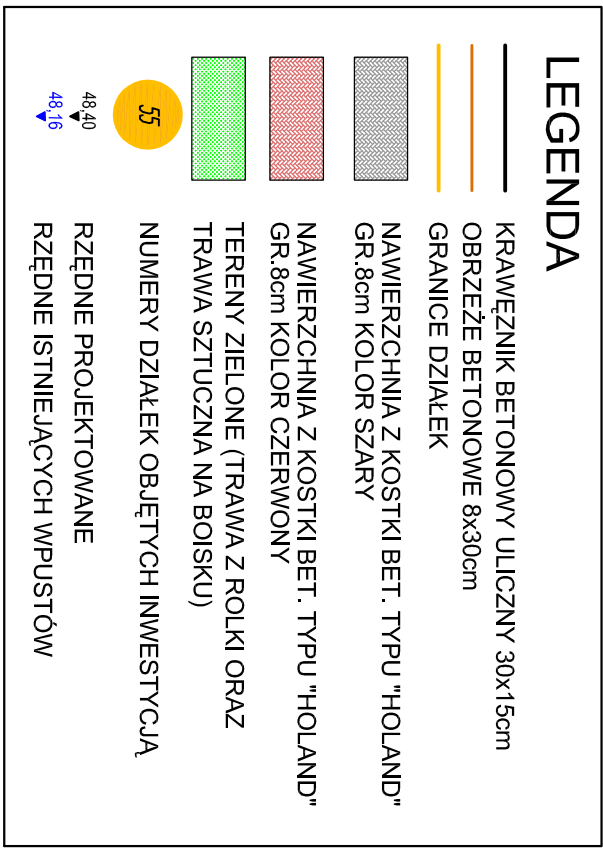 LEGENDA
KRAWĘŻNIK BETONOWY ULICZNY 30x15cm
OBRZEŻE BETONOWE 8x30cm
GRANICE DZIAŁEK
NAWIERZCHNIA Z KOSTKI BET. TYPU "HOLAND"
GR.8cm KOLOR SZARY
NAWIERZCHNIA Z KOSTKI BET. TYPU "HOLAND"
GR.8cm KOLOR CZERWONY
TERENY ZIELONE (TRAWA Z ROLKI ORAZ
TRAWA SZTUCZNA NA BOISKU)
55 NUMERY DZIAŁEK OBJĘTYCH INWESTYCJĄ
48,40 RZĘDNE PROJEKTOWANE
48,16 RZĘDNE ISTNIEJĄCYCH WPUSTÓW